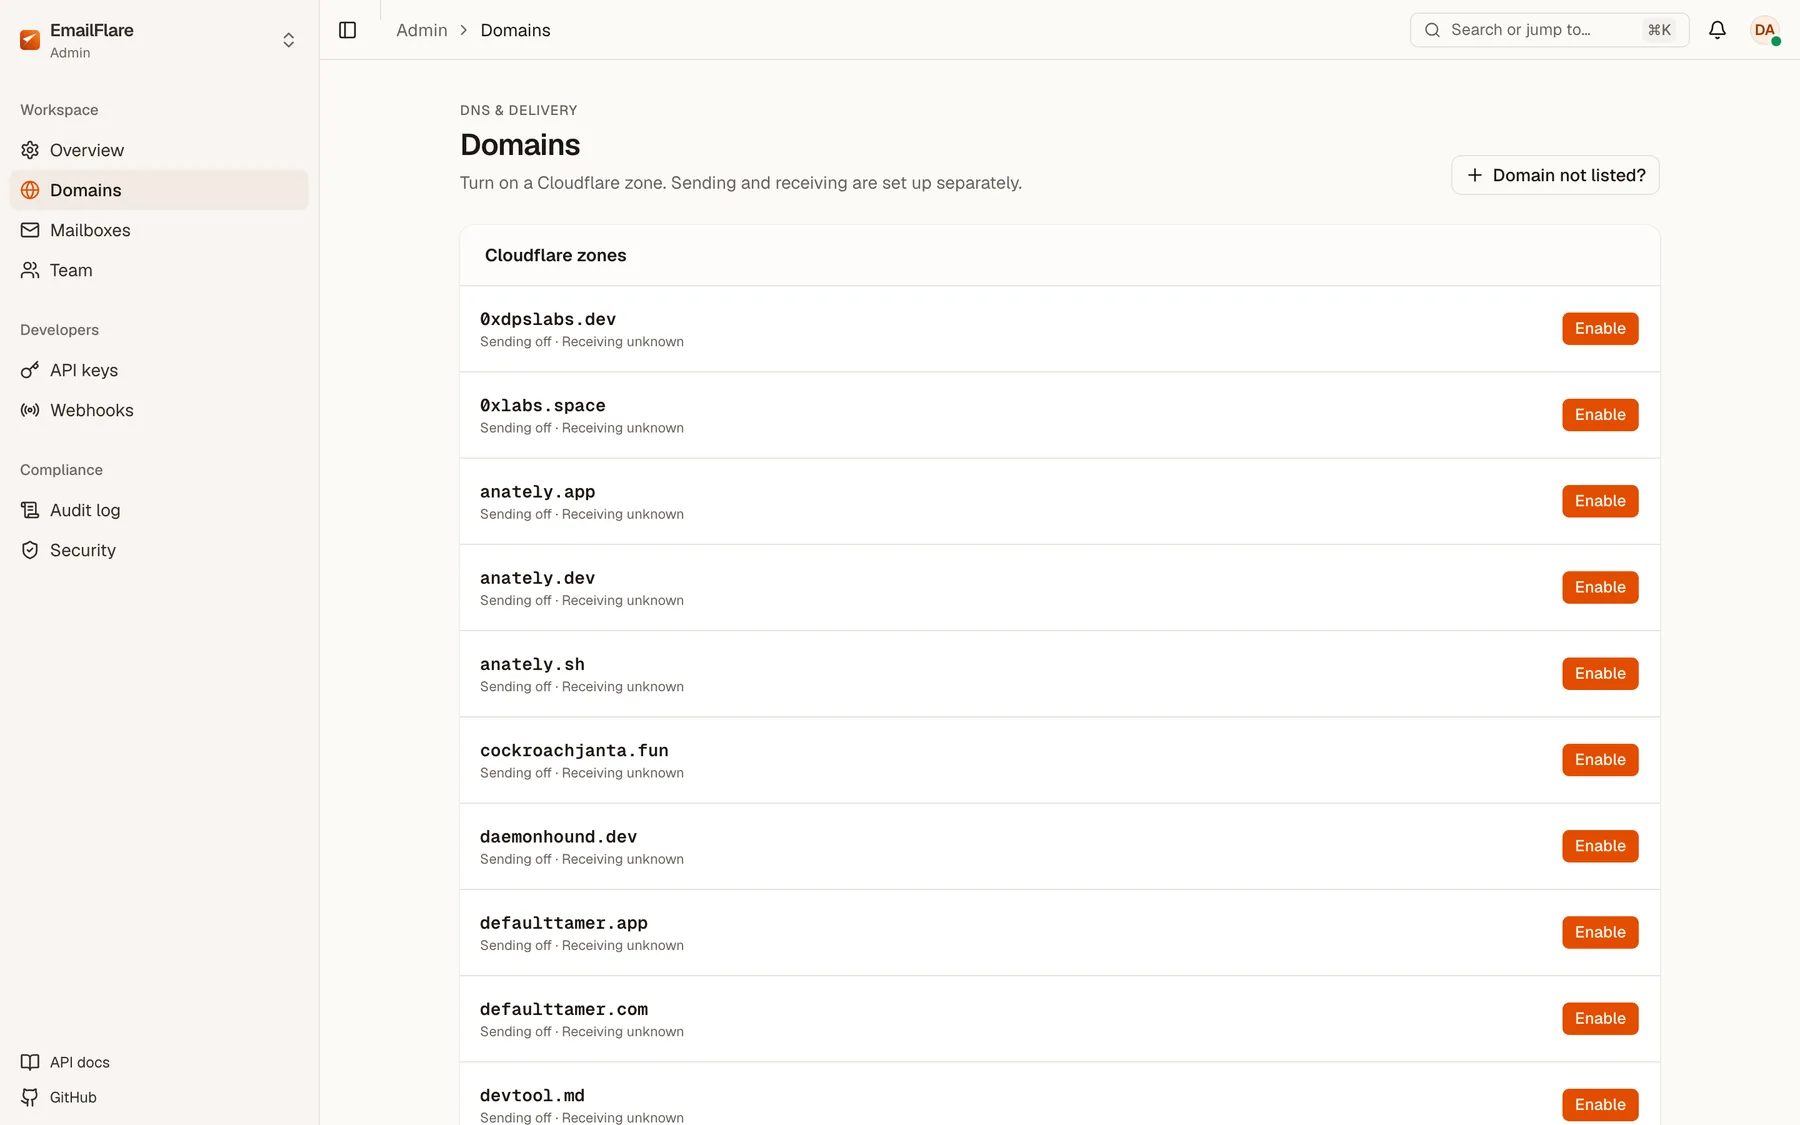 EmailFlare
Admin
Workspace
Overview
Domains
Mailboxes
Team
Developers
API keys
Webhooks
Compliance
Audit log
Security
API docs
GitHub
Admin > Domains
Search or jump to... ⌘K
DA
DNS & DELIVERY
Domains
Turn on a Cloudflare zone. Sending and receiving are set up separately.
+ Domain not listed?
Cloudflare zones
0xdpslabs.dev
Sending off · Receiving unknown
Enable
0xlabs.space
Sending off · Receiving unknown
Enable
anately.app
Sending off · Receiving unknown
Enable
anately.dev
Sending off · Receiving unknown
Enable
anately.sh
Sending off · Receiving unknown
Enable
cockroachjanta.fun
Sending off · Receiving unknown
Enable
daemonhound.dev
Sending off · Receiving unknown
Enable
defaulttamer.app
Sending off · Receiving unknown
Enable
defaulttamer.com
Sending off · Receiving unknown
Enable
devtool.md
Sending off · Receiving unknown
Enable